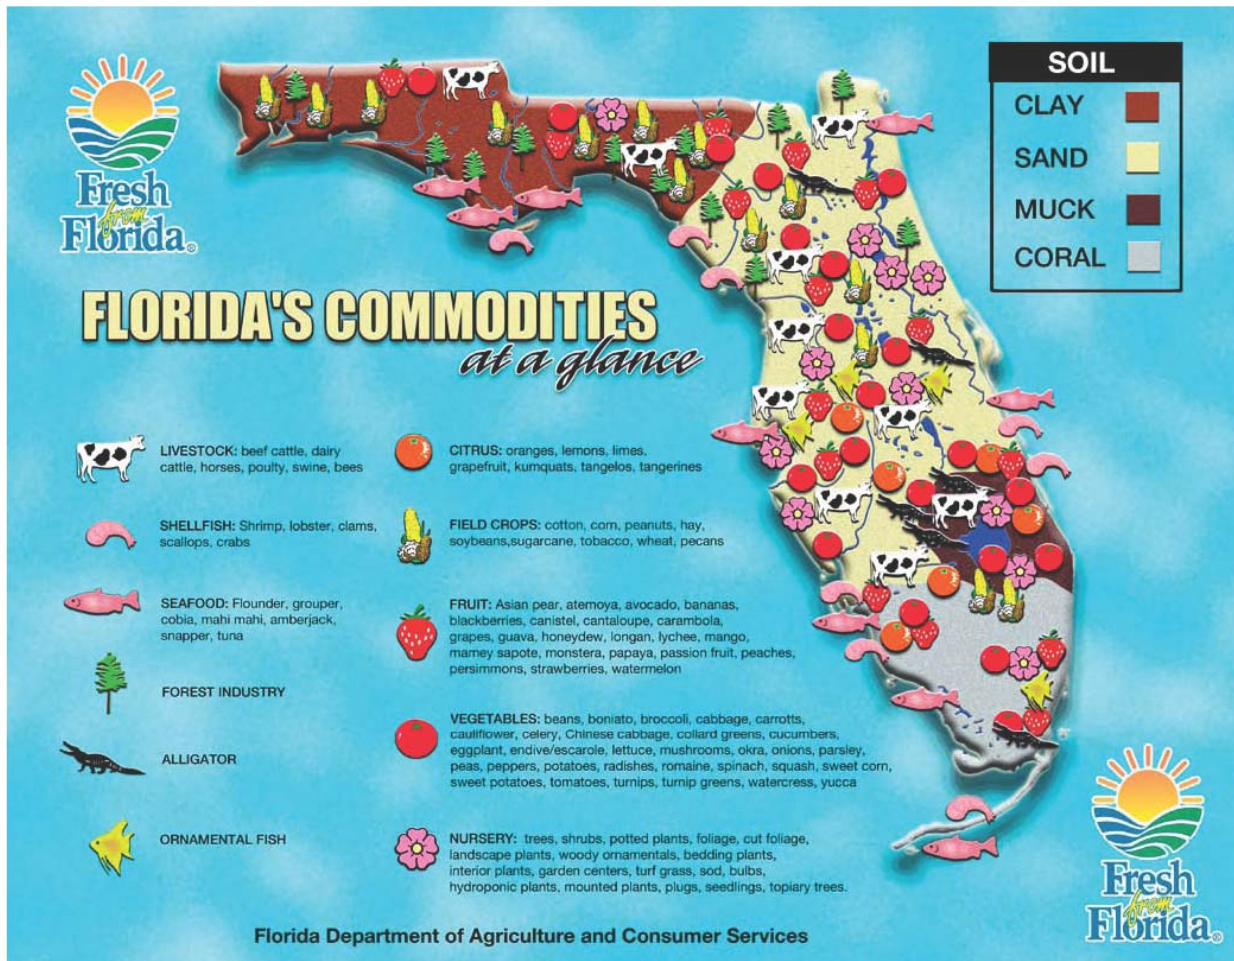 Fresh
from
Florida®
SOIL
CLAY
SAND
MUCK
CORAL
FLORIDA'S COMMODITIES
at a glance
LIVESTOCK: beef cattle, dairy
cattle, horses, poulty, swine, bees
SHELLFISH: Shrimp, lobster, clams,
scallops, crabs
SEAFOOD: Flounder, grouper,
cobia, mahi mahi, amberjack,
snapper, tuna
FOREST INDUSTRY
ALLIGATOR
ORNAMENTAL FISH
CITRUS: oranges, lemons, limes,
grapefruit, kumquats, tangelos, tangerines
FIELD CROPS: cotton, corn, peanuts, hay,
soybeans,sugarcane, tobacco, wheat, pecans
FRUIT: Asian pear, atemoya, avocado, bananas,
blackberries, canistel, cantaloupe, carambola,
grapes, guava, honeydew, longan, lychee, mango,
mamey sapote, monstera, papaya, passion fruit, peaches,
persimmons, strawberries, watermelon
VEGETABLES: beans, boniato, broccoli, cabbage, carrotts,
cauliflower, celery, Chinese cabbage, collard greens, cucumbers,
eggplant, endive/escarole, lettuce, mushrooms, okra, onions, parsley,
peas, peppers, potatoes, radishes, romaine, spinach, squash, sweet corn,
sweet potatoes, tomatoes, turnips, turnip greens, watercress, yucca
NURSERY: trees, shrubs, potted plants, foliage, cut foliage,
landscape plants, woody ornamentals, bedding plants,
interior plants, garden centers, turf grass, sod, bulbs,
hydroponic plants, mounted plants, plugs, seedlings, topiary trees.
Florida Department of Agriculture and Consumer Services
Fresh
from
Florida®